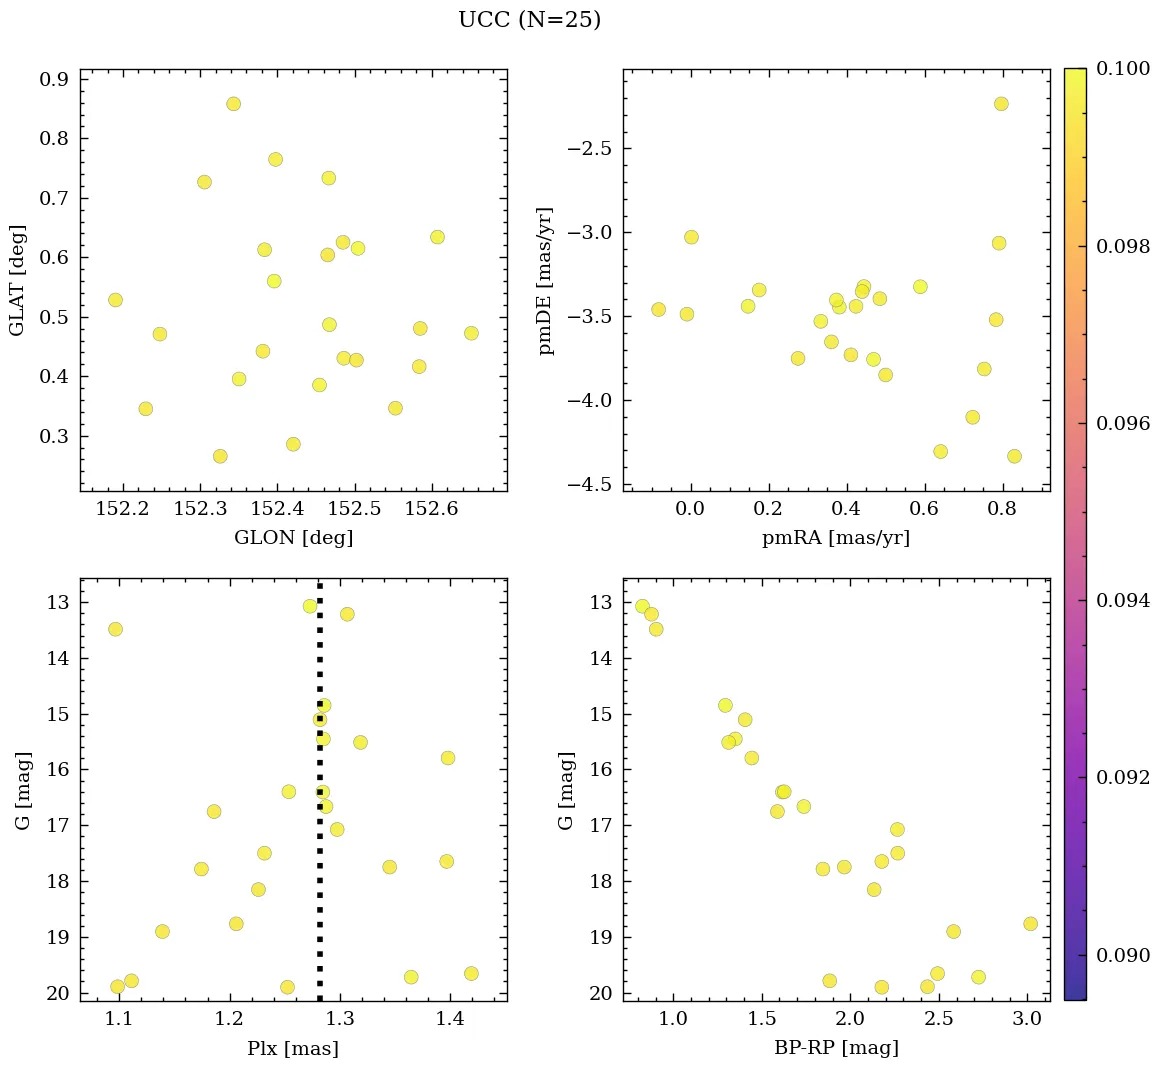 UCC (N=25)
0.9
0.8
0.7
0.6
0.5
0.4
0.3
GLAT [deg]
152.2 152.3 152.4 152.5 152.6
GLON [deg]
−2.5
−3.0
−3.5
−4.0
−4.5
pmDE [mas/yr]
0.0 0.2 0.4 0.6 0.8
pmRA [mas/yr]
0.100
0.098
0.096
0.094
0.092
0.090
13
14
15
16
17
18
19
20
G [mag]
1.1 1.2 1.3 1.4
Plx [mas]
13
14
15
16
17
18
19
20
G [mag]
1.0 1.5 2.0 2.5 3.0
BP-RP [mag]